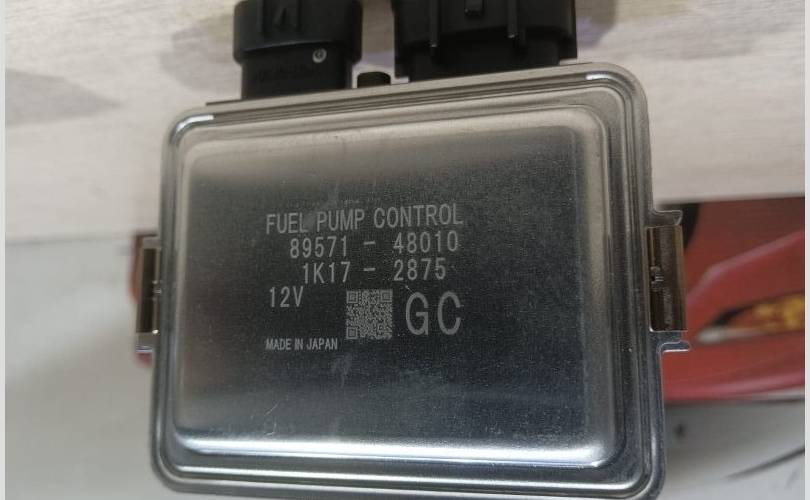 FUEL PUMP CONTROL
89571 - 48010
1K17 - 2875
12V
GC
MADE IN JAPAN